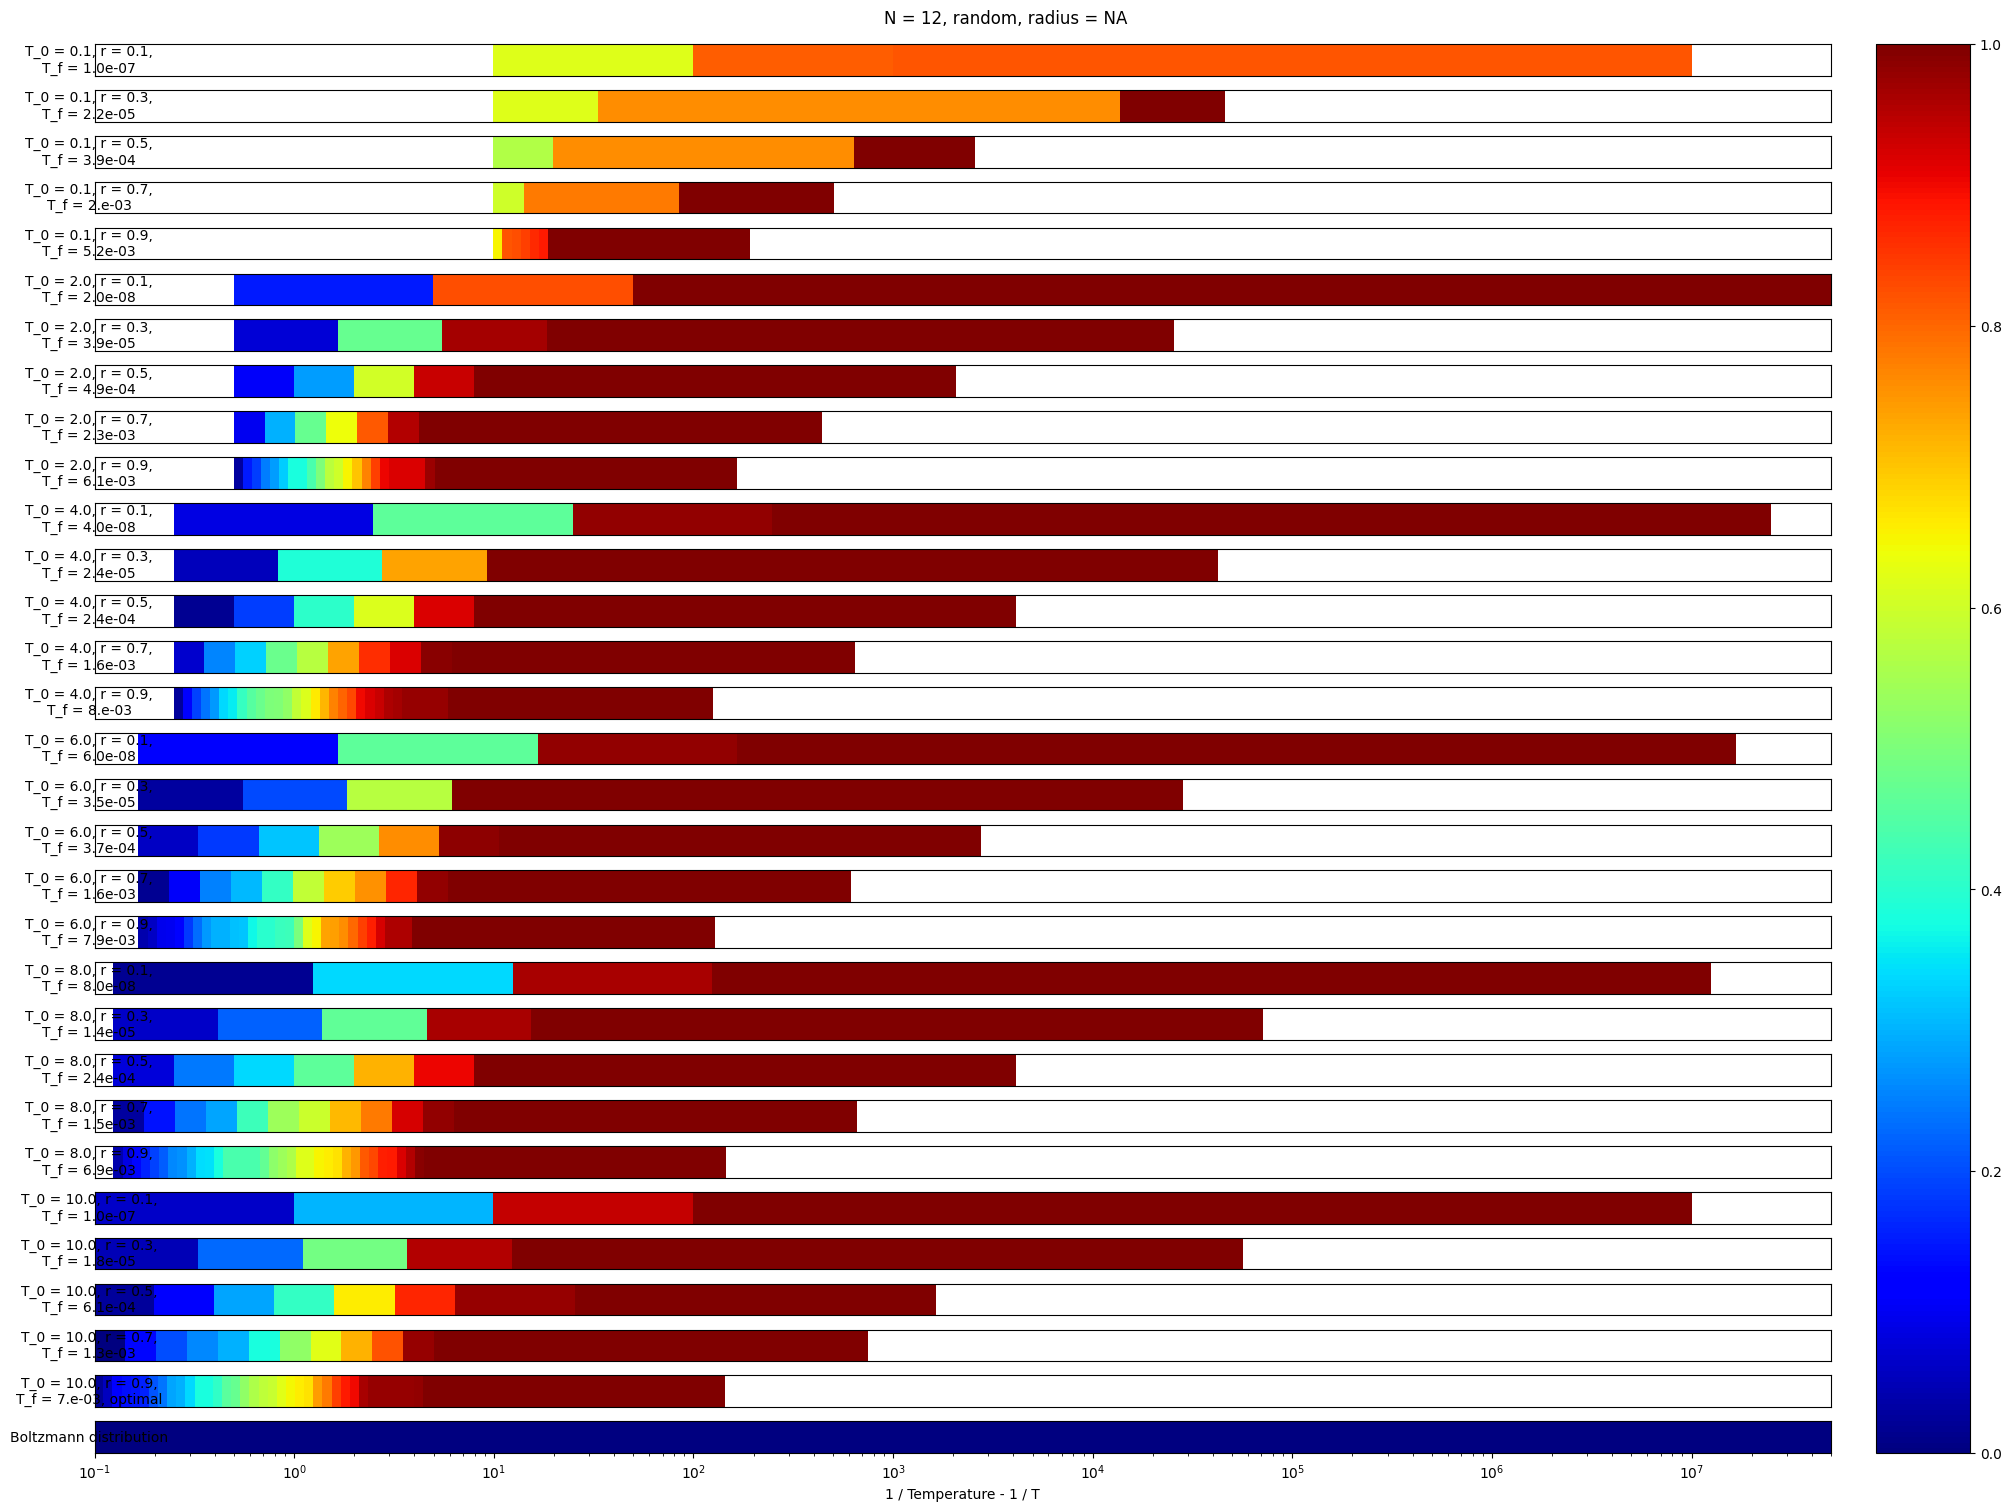 N = 12, random, radius = NA
T_0 = 0.1, r = 0.1,
T_f = 1.0e-07
T_0 = 0.1, r = 0.3,
T_f = 2.2e-05
T_0 = 0.1, r = 0.5,
T_f = 3.9e-04
T_0 = 0.1, r = 0.7,
T_f = 2.e-03
T_0 = 0.1, r = 0.9,
T_f = 5.2e-03
T_0 = 2.0, r = 0.1,
T_f = 2.0e-08
T_0 = 2.0, r = 0.3,
T_f = 3.9e-05
T_0 = 2.0, r = 0.5,
T_f = 4.9e-04
T_0 = 2.0, r = 0.7,
T_f = 2.3e-03
T_0 = 2.0, r = 0.9,
T_f = 6.1e-03
T_0 = 4.0, r = 0.1,
T_f = 4.0e-08
T_0 = 4.0, r = 0.3,
T_f = 2.4e-05
T_0 = 4.0, r = 0.5,
T_f = 2.4e-04
T_0 = 4.0, r = 0.7,
T_f = 1.6e-03
T_0 = 4.0, r = 0.9,
T_f = 8.e-03
T_0 = 6.0, r = 0.1,
T_f = 6.0e-08
T_0 = 6.0, r = 0.3,
T_f = 3.5e-05
T_0 = 6.0, r = 0.5,
T_f = 3.7e-04
T_0 = 6.0, r = 0.7,
T_f = 1.6e-03
T_0 = 6.0, r = 0.9,
T_f = 7.9e-03
T_0 = 8.0, r = 0.1,
T_f = 8.0e-08
T_0 = 8.0, r = 0.3,
T_f = 1.4e-05
T_0 = 8.0, r = 0.5,
T_f = 2.4e-04
T_0 = 8.0, r = 0.7,
T_f = 1.5e-03
T_0 = 8.0, r = 0.9,
T_f = 6.9e-03
T_0 = 10.0, r = 0.1,
T_f = 1.0e-07
T_0 = 10.0, r = 0.3,
T_f = 1.8e-05
T_0 = 10.0, r = 0.5,
T_f = 6.1e-04
T_0 = 10.0, r = 0.7,
T_f = 1.3e-03
T_0 = 10.0, r = 0.9,
T_f = 7.e-03, optimal
Boltzmann distribution
10⁻¹ 10⁰ 10¹ 10² 10³ 10⁴ 10⁵ 10⁶ 10⁷
1 / Temperature - 1 / T
1.0
0.8
0.6
0.4
0.2
0.0